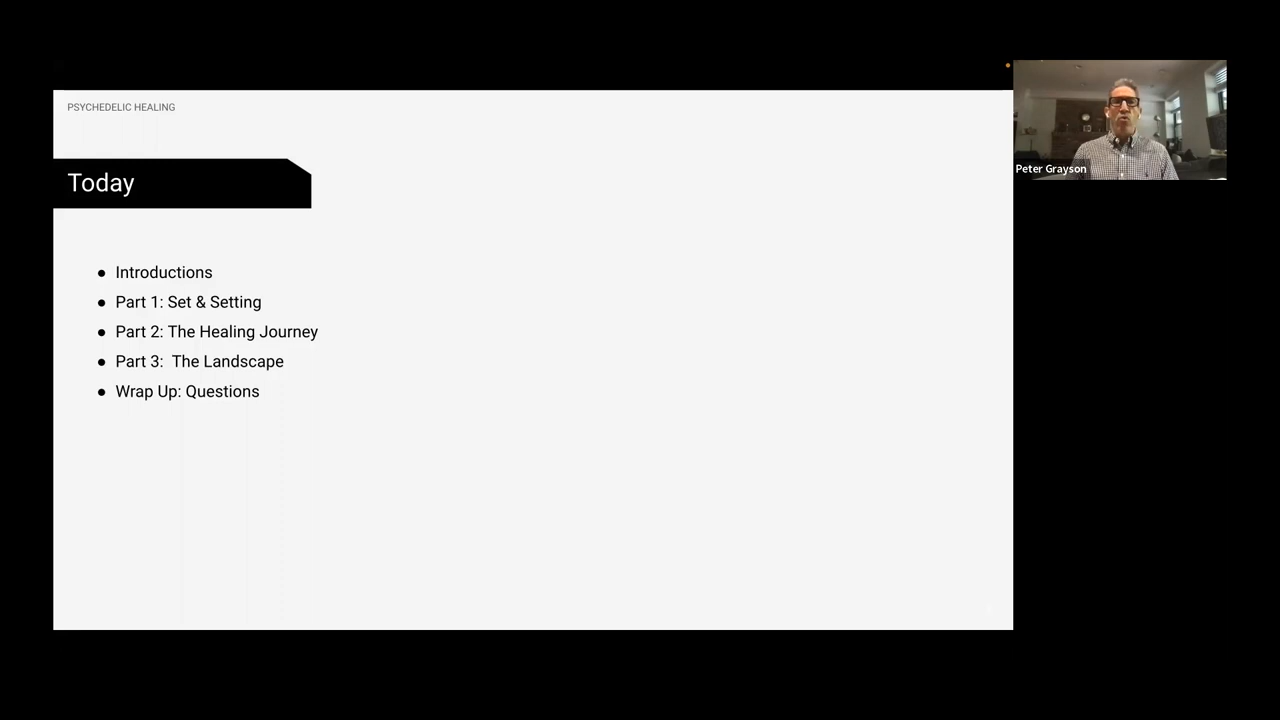 PSYCHEDELIC HEALING
Today
● Introductions
● Part 1: Set & Setting
● Part 2: The Healing Journey
● Part 3:  The Landscape
● Wrap Up: Questions
Peter Grayson